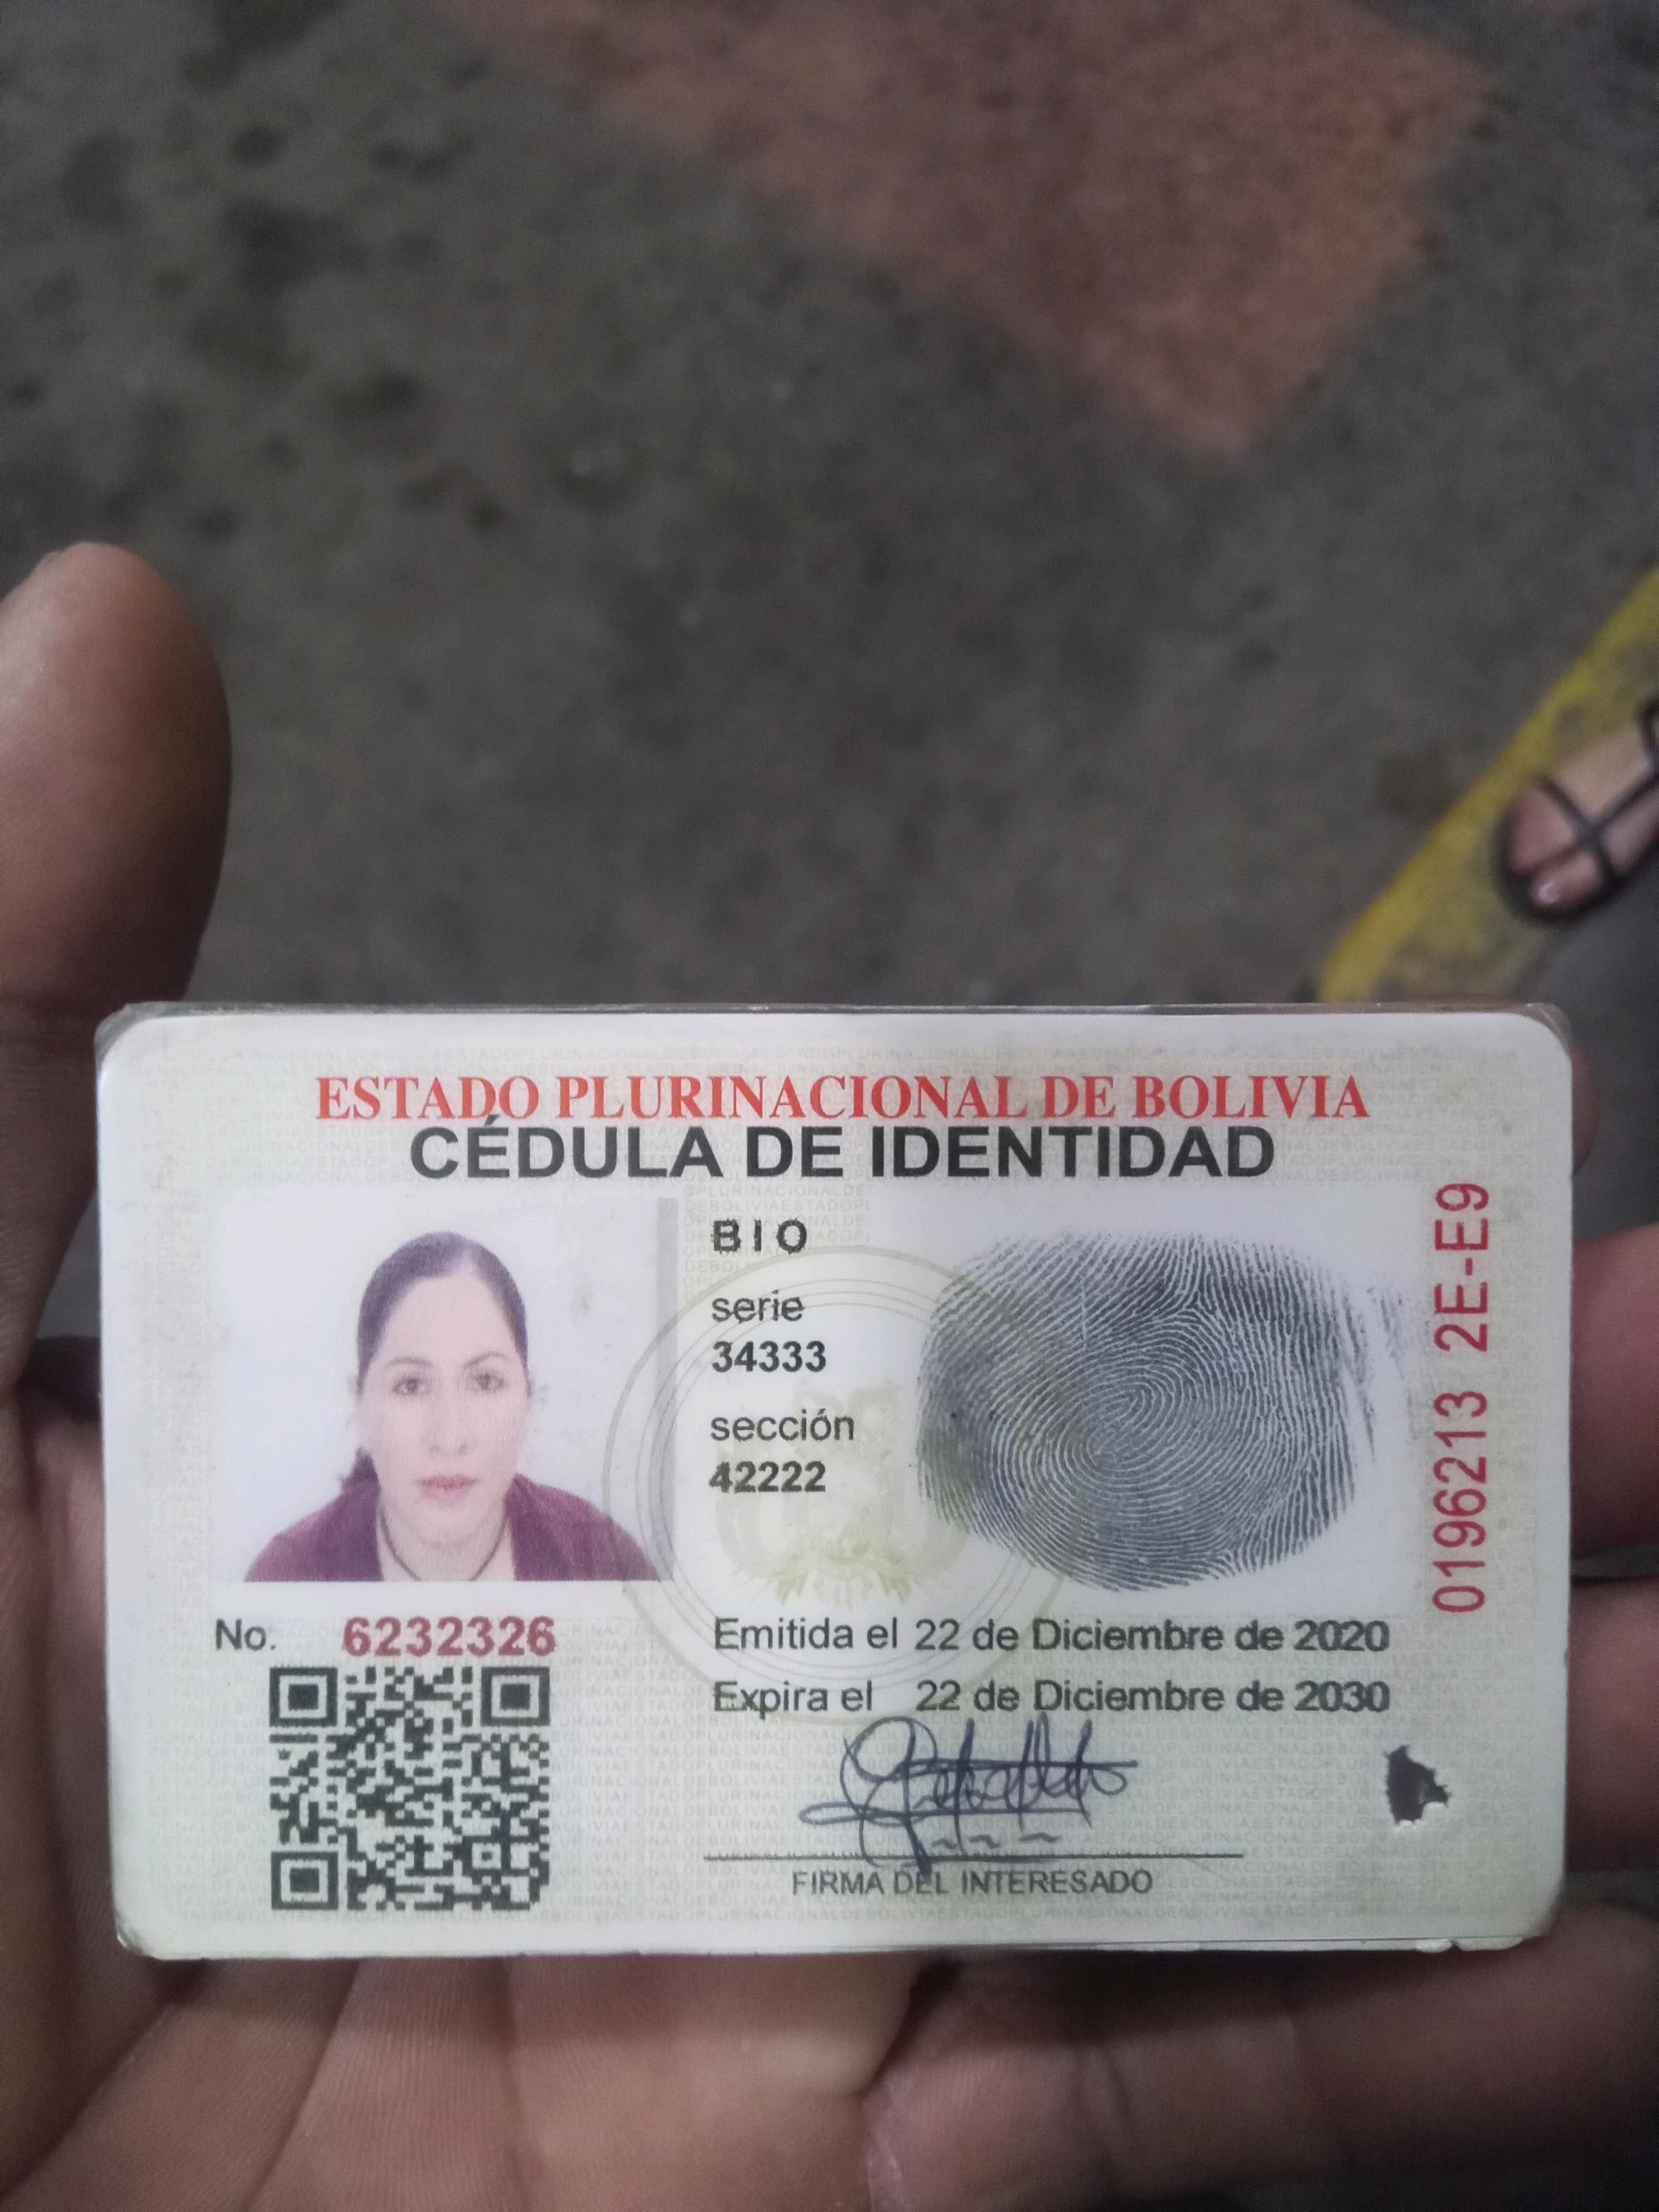 ESTADO PLURINACIONAL DE BOLIVIA
CÉDULA DE IDENTIDAD
BIO
serie
34333
sección
42222
0196213 2E-E9
No. 6232326
Emitida el 22 de Diciembre de 2020
Expira el 22 de Diciembre de 2030
FIRMA DEL INTERESADO